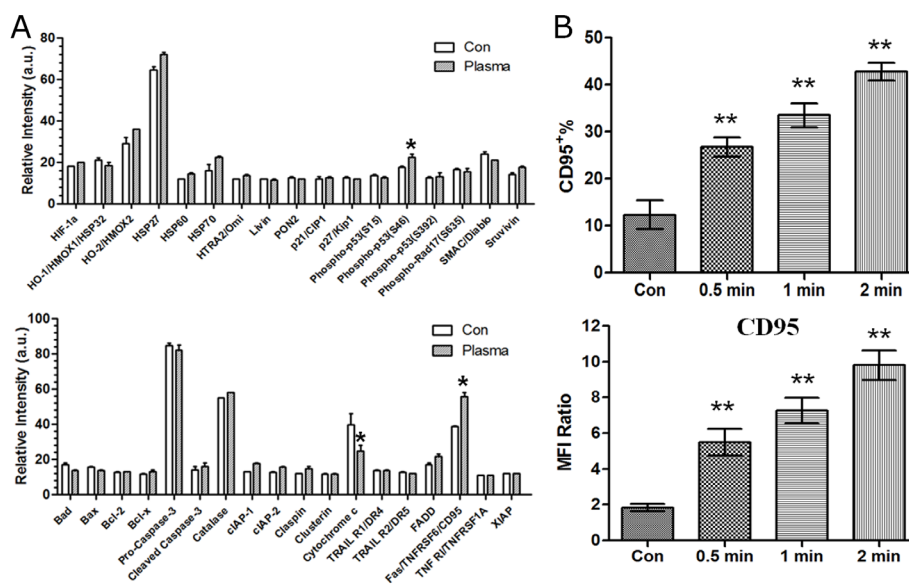 A
Relative Intensity (a.u.)
80
60
40
20
0
Con
Plasma
*
HIF-1a
HO-1/HMOX1/HSP32
HO-2/HMOX2
HSP27
HSP60
HSP70
HTRA2/Omi
Livin
PON2
P21/CIP1
P27/Kip1
Phospho-p53(S15)
Phospho-p53(S46)
Phospho-p53(S392)
Phospho-Rad17(S635)
SMAC/Diablo
Sruvivin
Relative Intensity (a.u.)
100
80
60
40
20
0
Con
Plasma
*
*
Bad
Bax
Bcl-2
Bcl-x
Pro-Caspase-3
Cleaved Caspase-3
Catalase
cIAP-1
cIAP-2
Claspin
Clusterin
Cytochrome c
TRAIL R1/DR4
TRAIL R2/DR5
FADD
Fas/TNFRSF6/CD95
TNF RI/TNFRSF1A
XIAP
B
CD95+%
50
40
30
20
10
0
**
**
**
Con
0.5 min
1 min
2 min
CD95
MFI Ratio
12
10
8
6
4
2
0
**
**
**
Con
0.5 min
1 min
2 min